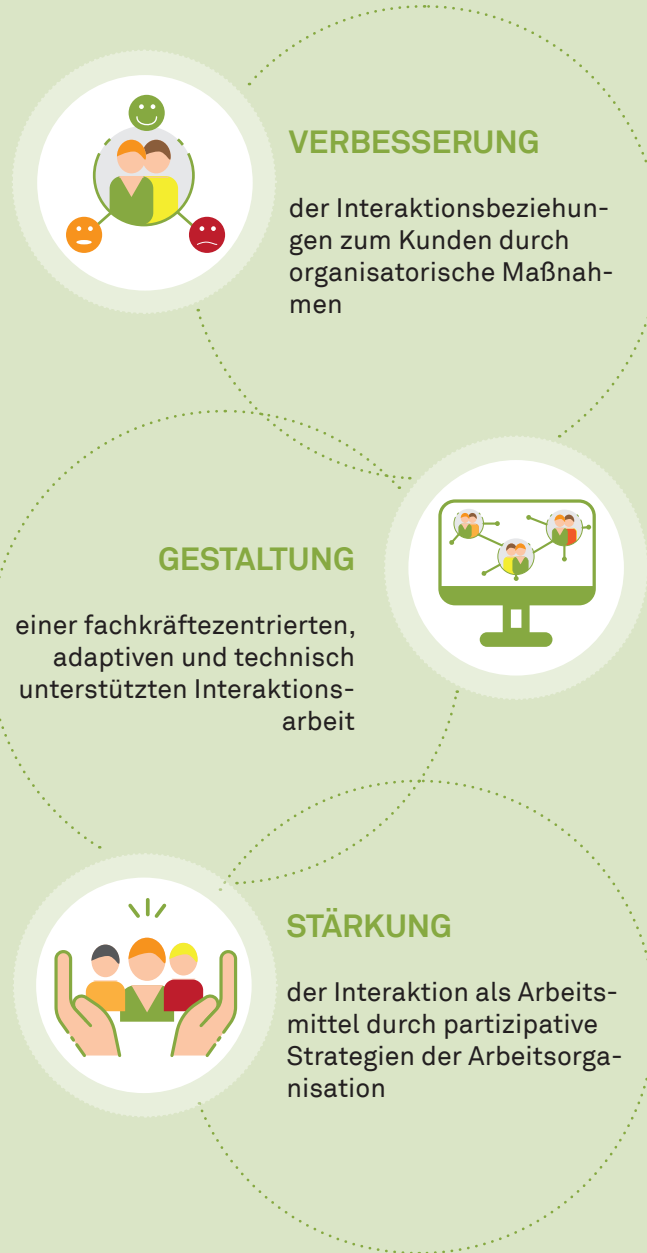 VERBESSERUNG
der Interaktionsbeziehun-
gen zum Kunden durch
organisatorische Maßnah-
men
GESTALTUNG
einer fachkräftezentrierten,
adaptiven und technisch
unterstützten Interaktions-
arbeit
STÄRKUNG
der Interaktion als Arbeits-
mittel durch partizipative
Strategien der Arbeitsorga-
nisation